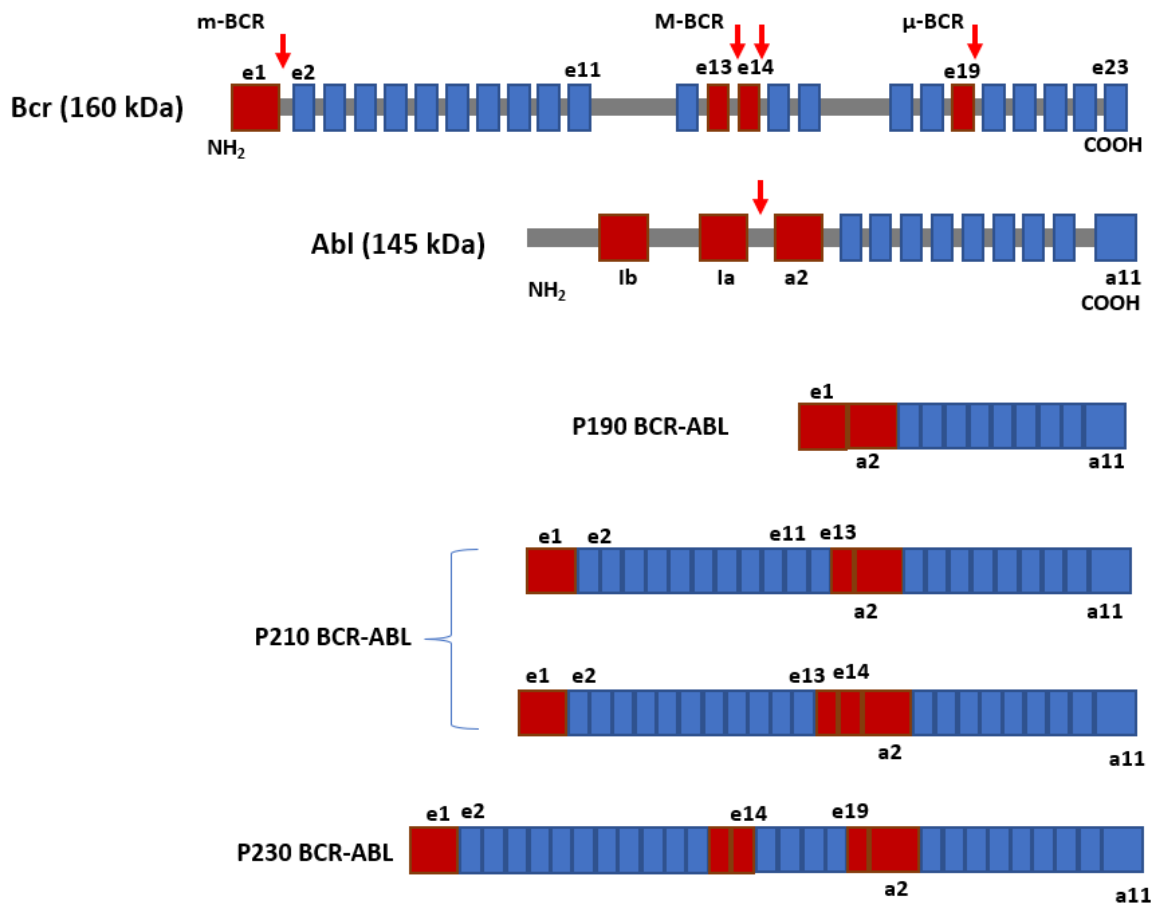 m-BCR M-BCR µ-BCR
e1 e2 e11 e13 e14 e19 e23
Bcr (160 kDa)
NH2 COOH
Abl (145 kDa)
Ib Ia a2 a11
NH2 COOH
e1
P190 BCR-ABL
a2 a11
e1 e2 e11 e13
a2 a11
P210 BCR-ABL
e1 e2 e13 e14
a2 a11
e1 e2 e14 e19
P230 BCR-ABL
a2 a11